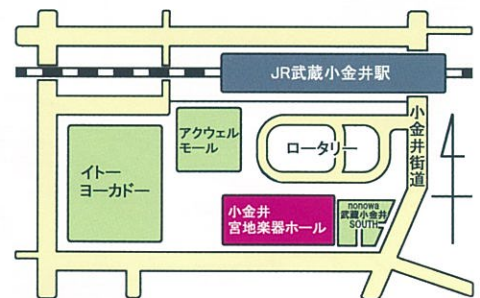 JR武蔵小金井駅
アクウェル
モール
ロータリー
小金井街道
イトー
ヨーカドー
小金井
宮地楽器ホール
nonowa
武蔵小金井
SOUTH